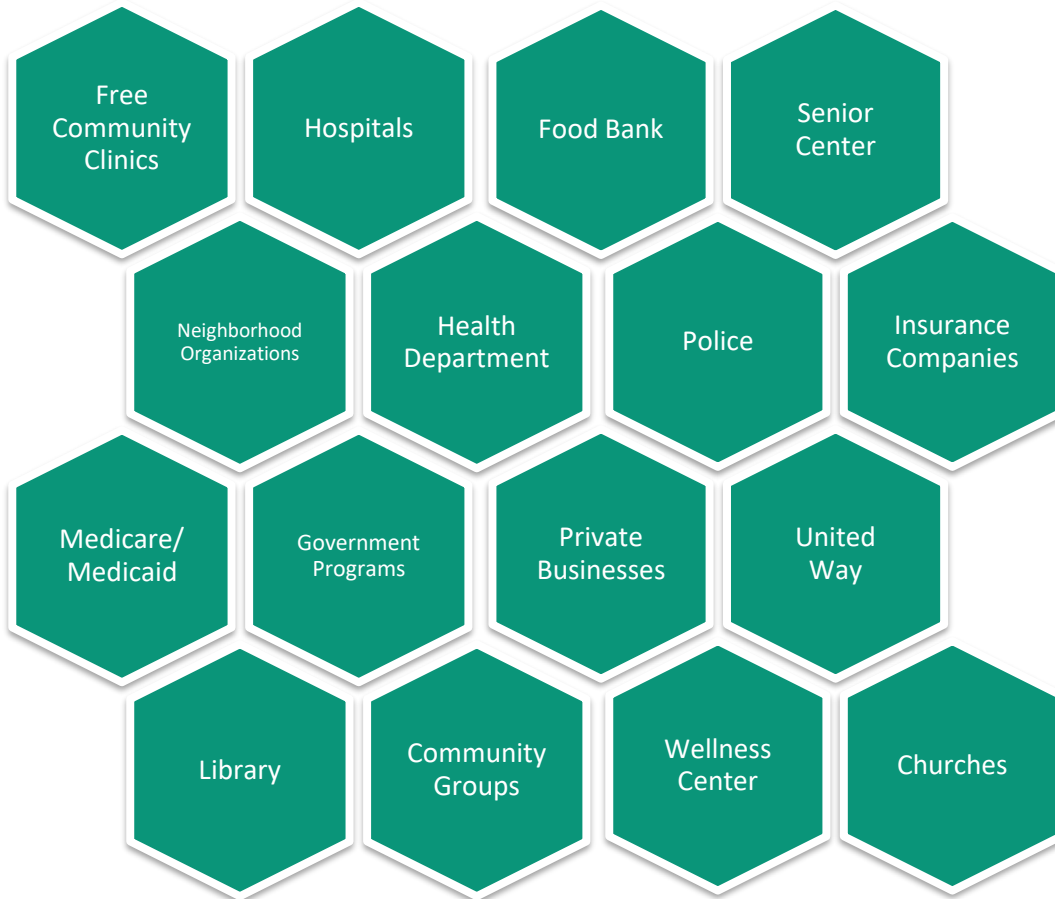 Free
Community
Clinics
Hospitals
Food Bank
Senior
Center
Neighborhood
Organizations
Health
Department
Police
Insurance
Companies
Medicare/
Medicaid
Government
Programs
Private
Businesses
United
Way
Library
Community
Groups
Wellness
Center
Churches